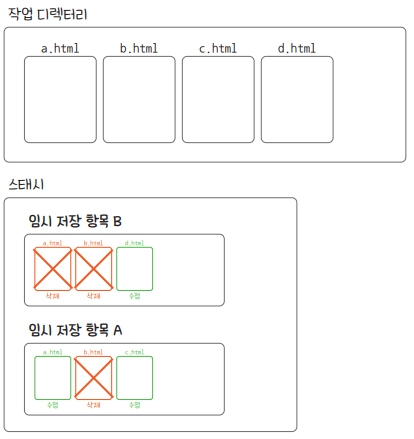 작업 디렉터리
a.html b.html c.html d.html
스태시
임시 저장 항목 B
a.html b.html d.html
삭제 삭제 수정
임시 저장 항목 A
a.html b.html c.html
수정 삭제 수정